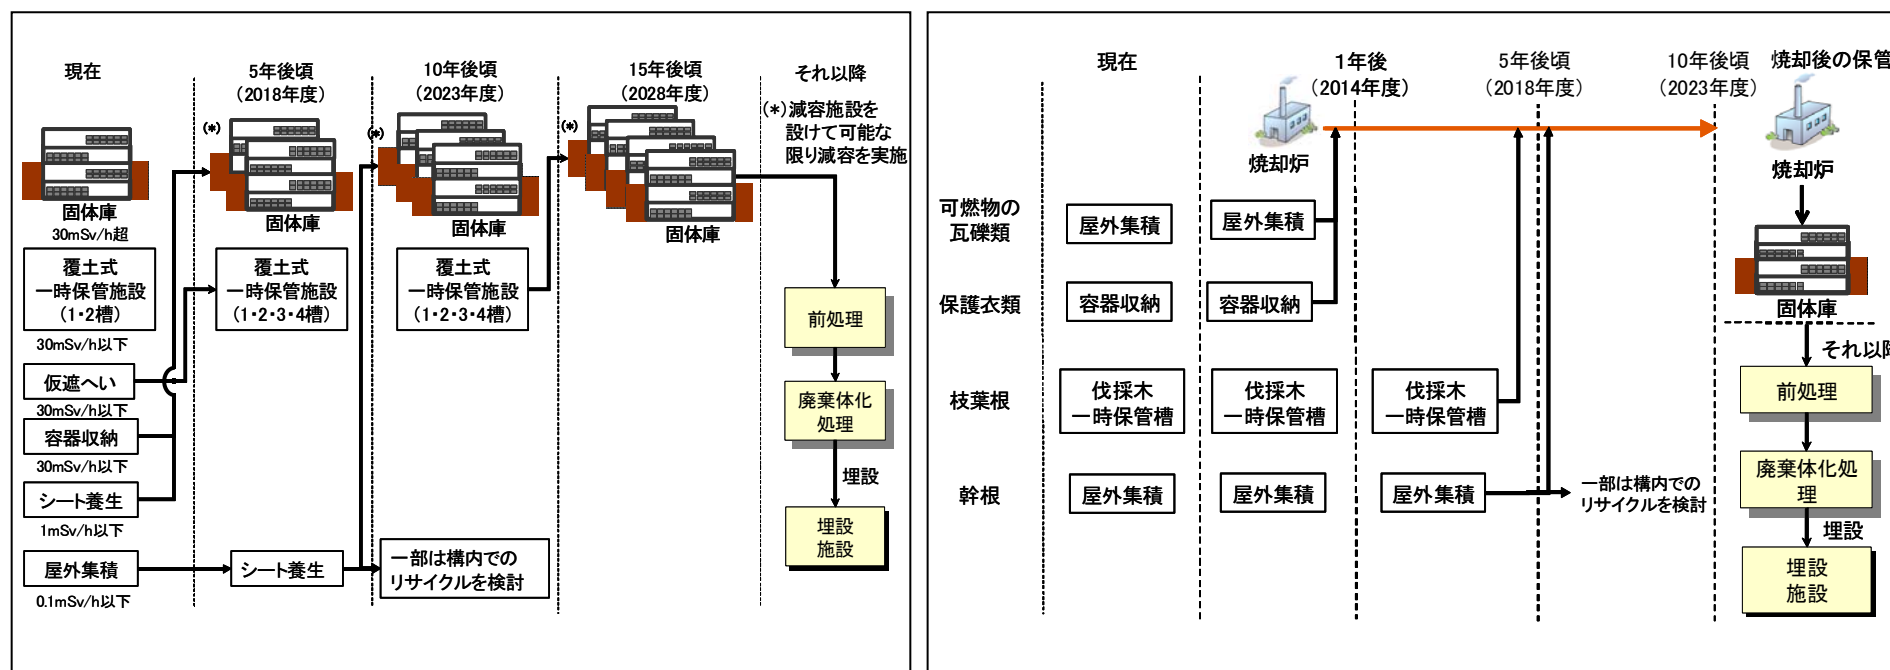 現在
5年後頃
(2018年度)
10年後頃
(2023年度)
15年後頃
(2028年度)
それ以降
(*)減容施設を
設けて可能な
限り減容を実施
(*)
(*)
(*)
固体庫
30mSv/h超
固体庫
固体庫
固体庫
覆土式
一時保管施設
(1・2槽)
30mSv/h以下
覆土式
一時保管施設
(1・2・3・4槽)
覆土式
一時保管施設
(1・2・3・4槽)
仮遮へい
30mSv/h以下
容器収納
30mSv/h以下
シート養生
1mSv/h以下
屋外集積
0.1mSv/h以下
シート養生
一部は構内での
リサイクルを検討
前処理
廃棄体化
処理
埋設
埋設
施設
現在
1年後
(2014年度)
5年後頃
(2018年度)
10年後頃
(2023年度)
焼却後の保管
焼却炉
焼却炉
可燃物の
瓦礫類
屋外集積
屋外集積
保護衣類
容器収納
容器収納
枝葉根
伐採木
一時保管槽
伐採木
一時保管槽
伐採木
一時保管槽
幹根
屋外集積
屋外集積
屋外集積
一部は構内での
リサイクルを検討
固体庫
それ以降
前処理
廃棄体化処
理
埋設
埋設
施設